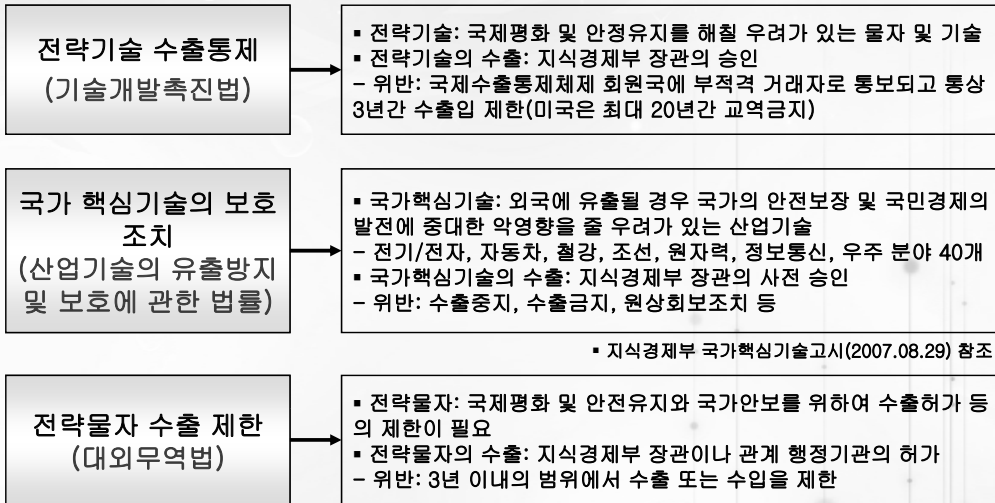 전략기술 수출통제
(기술개발촉진법)
▪ 전략기술: 국제평화 및 안정유지를 해칠 우려가 있는 물자 및 기술
▪ 전략기술의 수출: 지식경제부 장관의 승인
– 위반: 국제수출통제체제 회원국에 부적격 거래자로 통보되고 통상
3년간 수출입 제한(미국은 최대 20년간 교역금지)
국가 핵심기술의 보호
조치
(산업기술의 유출방지
및 보호에 관한 법률)
▪ 국가핵심기술: 외국에 유출될 경우 국가의 안전보장 및 국민경제의
발전에 중대한 악영향을 줄 우려가 있는 산업기술
– 전기/전자, 자동차, 철강, 조선, 원자력, 정보통신, 우주 분야 40개
▪ 국가핵심기술의 수출: 지식경제부 장관의 사전 승인
– 위반: 수출중지, 수출금지, 원상회보조치 등
▪ 지식경제부 국가핵심기술고시(2007.08.29) 참조
전략물자 수출 제한
(대외무역법)
▪ 전략물자: 국제평화 및 안전유지와 국가안보를 위하여 수출허가 등
의 제한이 필요
▪ 전략물자의 수출: 지식경제부 장관이나 관계 행정기관의 허가
– 위반: 3년 이내의 범위에서 수출 또는 수입을 제한